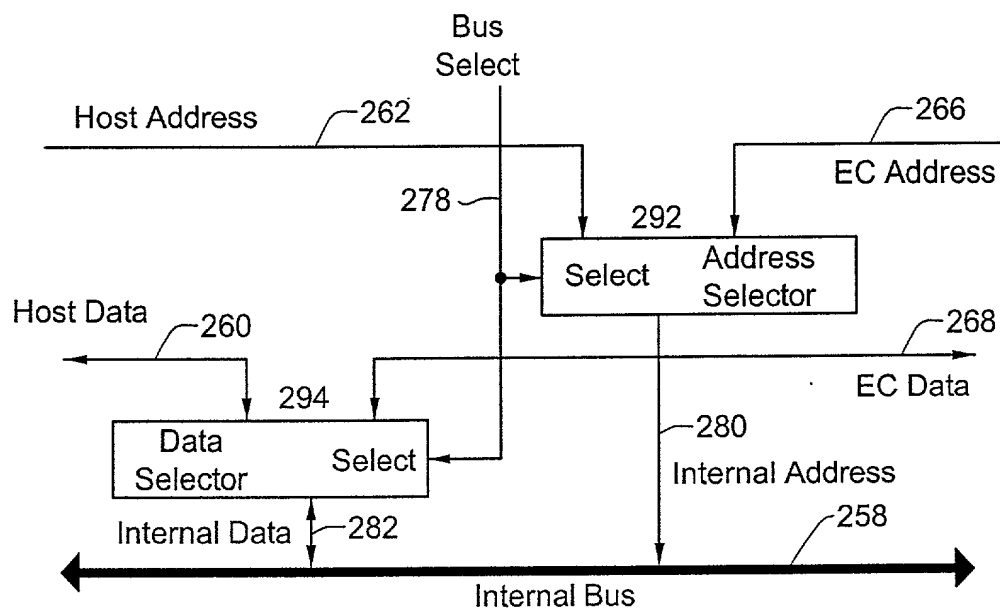 Bus
Select
Host Address
262
266
EC Address
278
292
Select
Address
Selector
Host Data
260
268
EC Data
294
Data
Selector
Select
280
Internal Address
Internal Data
282
258
Internal Bus